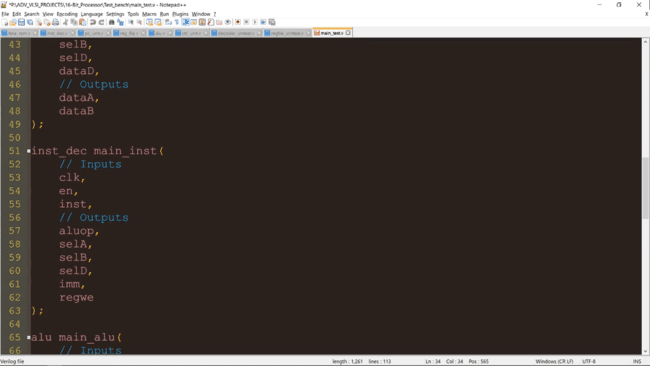 *P:\AOV_VLSI_PROJECTS\16-Bit_Processor\Test_bench\main_test.v - Notepad++
File Edit Search View Encoding Language Settings Tools Macro Run Plugins Window ?
main_test.v
43 selB,
44 selD,
45 dataD,
46 // Outputs
47 dataA,
48 dataB
49 );
50
51 inst_dec main_inst(
52 // Inputs
53 clk,
54 en,
55 inst,
56 // Outputs
57 aluop,
58 selA,
59 selB,
60 selD,
61 imm,
62 regwe
63 );
64
65 alu main_alu(
66 // Inputs
Verilog file length : 1,261 lines : 113 Ln : 34 Col : 34 Pos : 565 Windows (CR LF) UTF-8 INS